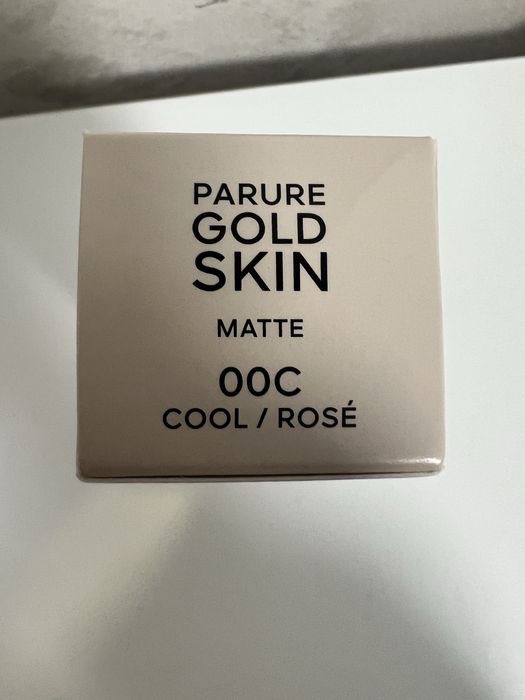 PARURE
GOLD
SKIN
MATTE
00C
COOL / ROSÉ